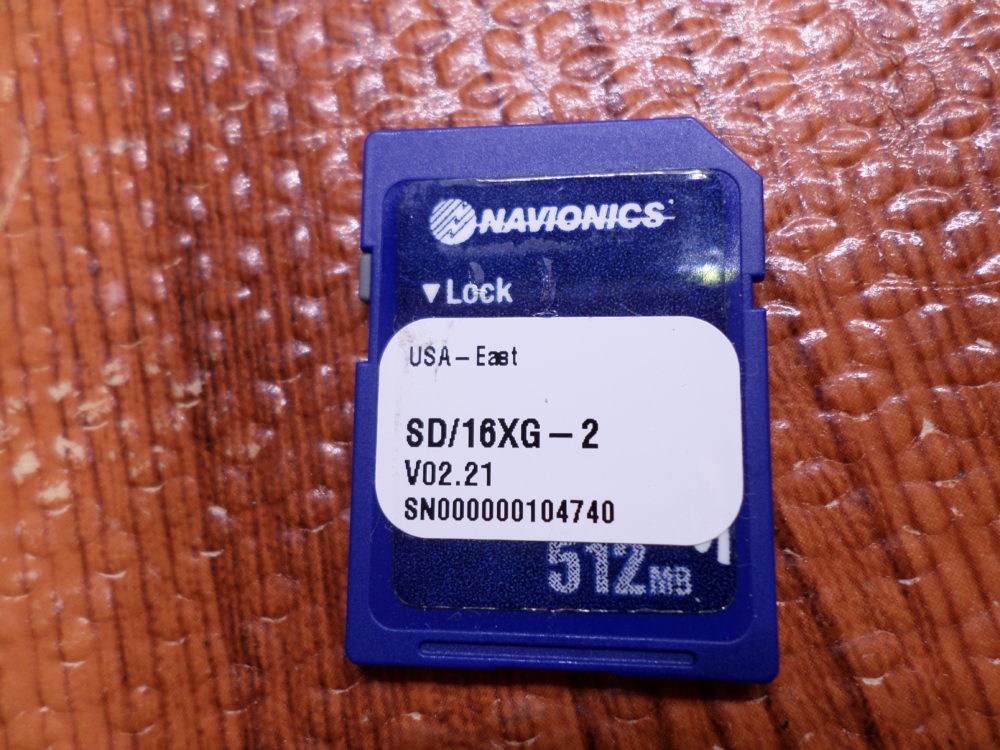 NAVIONICS
▼Lock
USA – East
SD/16XG – 2
V02.21
SN000000104740
512MB